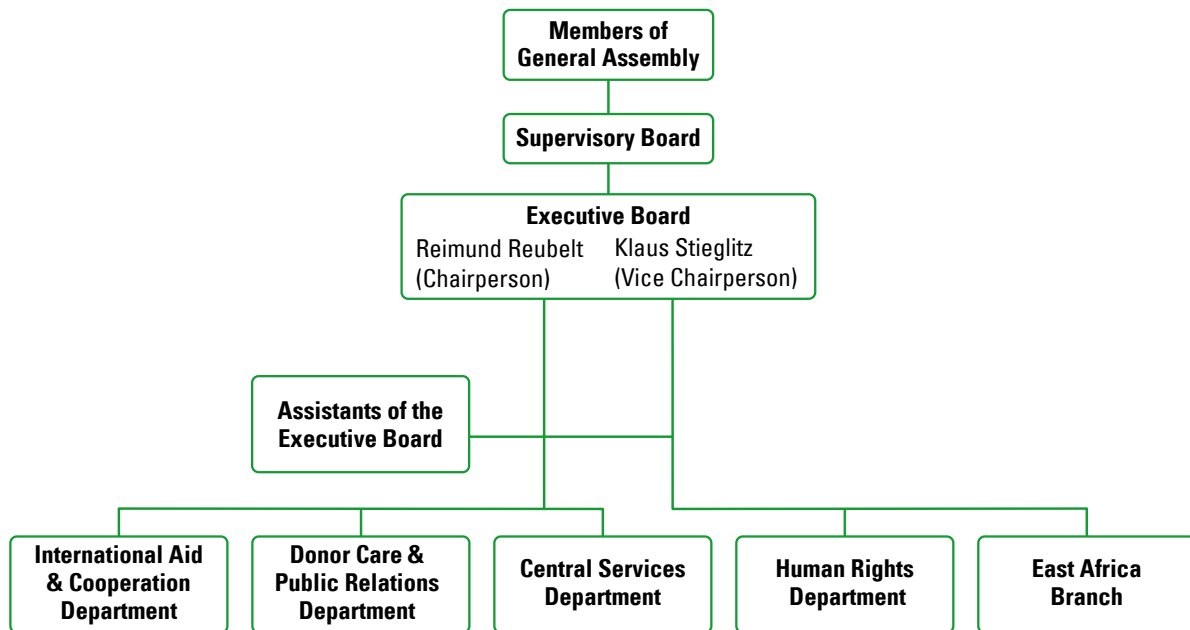 Members of
General Assembly
Supervisory Board
Executive Board
Reimund Reubelt
(Chairperson)
Klaus Stieglitz
(Vice Chairperson)
Assistants of the
Executive Board
International Aid
& Cooperation
Department
Donor Care &
Public Relations
Department
Central Services
Department
Human Rights
Department
East Africa
Branch